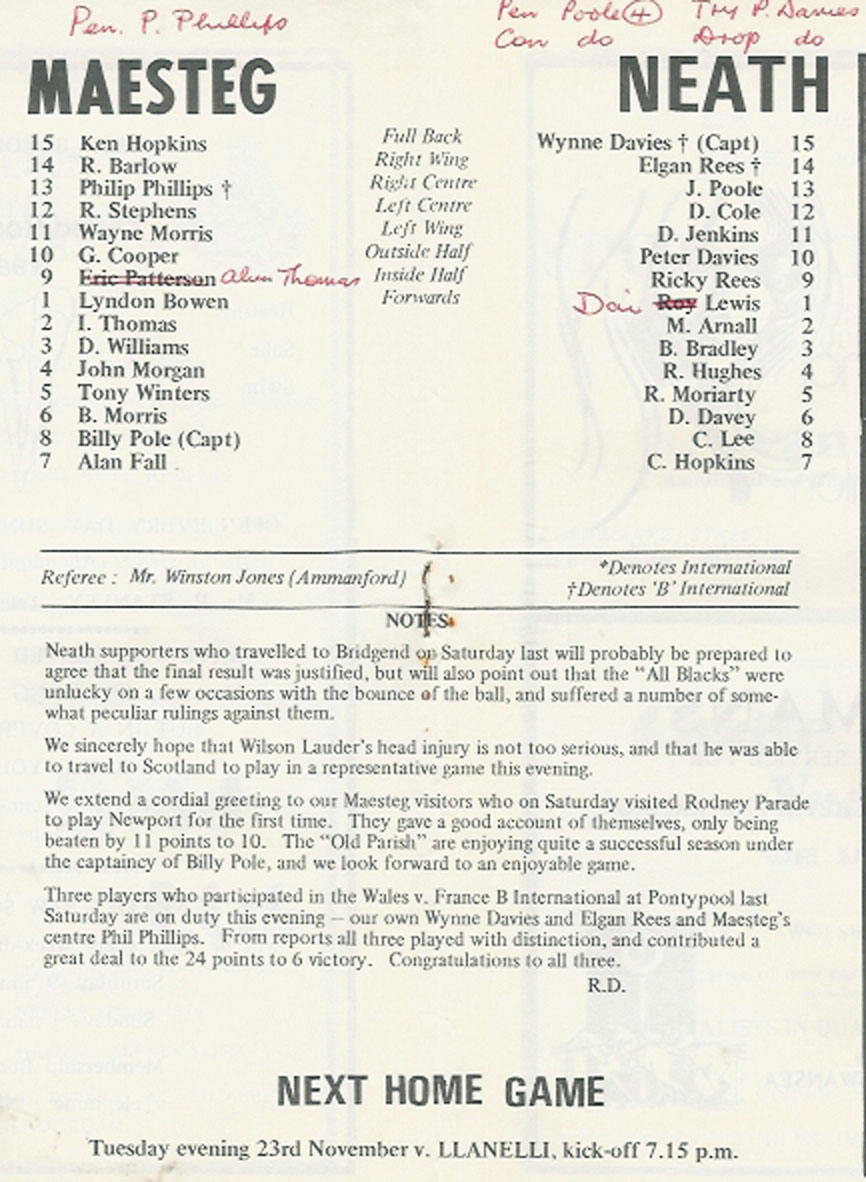 Pen. P. Phillips
Pen Poole (4) Try P. Davies
Con do Drop do
MAESTEG NEATH
15 Ken Hopkins Full Back Wynne Davies † (Capt) 15
14 R. Barlow Right Wing Elgan Rees † 14
13 Philip Phillips † Right Centre J. Poole 13
12 R. Stephens Left Centre D. Cole 12
11 Wayne Morris Left Wing D. Jenkins 11
10 G. Cooper Outside Half Peter Davies 10
9 Eric Patterson Alun Thomas Inside Half Ricky Rees 9
1 Lyndon Bowen Forwards Dai Roy Lewis 1
2 I. Thomas M. Arnall 2
3 D. Williams B. Bradley 3
4 John Morgan R. Hughes 4
5 Tony Winters R. Moriarty 5
6 B. Morris D. Davey 6
8 Billy Pole (Capt) C. Lee 8
7 Alan Fall C. Hopkins 7
Referee : Mr. Winston Jones (Ammanford) *Denotes International
†Denotes 'B' International
NOTES
Neath supporters who travelled to Bridgend on Saturday last will probably be prepared to
agree that the final result was justified, but will also point out that the "All Blacks" were
unlucky on a few occasions with the bounce of the ball, and suffered a number of some-
what peculiar rulings against them.
We sincerely hope that Wilson Lauder's head injury is not too serious, and that he was able
to travel to Scotland to play in a representative game this evening.
We extend a cordial greeting to our Maesteg visitors who on Saturday visited Rodney Parade
to play Newport for the first time. They gave a good account of themselves, only being
beaten by 11 points to 10. The "Old Parish" are enjoying quite a successful season under
the captaincy of Billy Pole, and we look forward to an enjoyable game.
Three players who participated in the Wales v. France B International at Pontypool last
Saturday are on duty this evening – our own Wynne Davies and Elgan Rees and Maesteg's
centre Phil Phillips. From reports all three played with distinction, and contributed a
great deal to the 24 points to 6 victory. Congratulations to all three.
R.D.
NEXT HOME GAME
Tuesday evening 23rd November v. LLANELLI, kick-off 7.15 p.m.